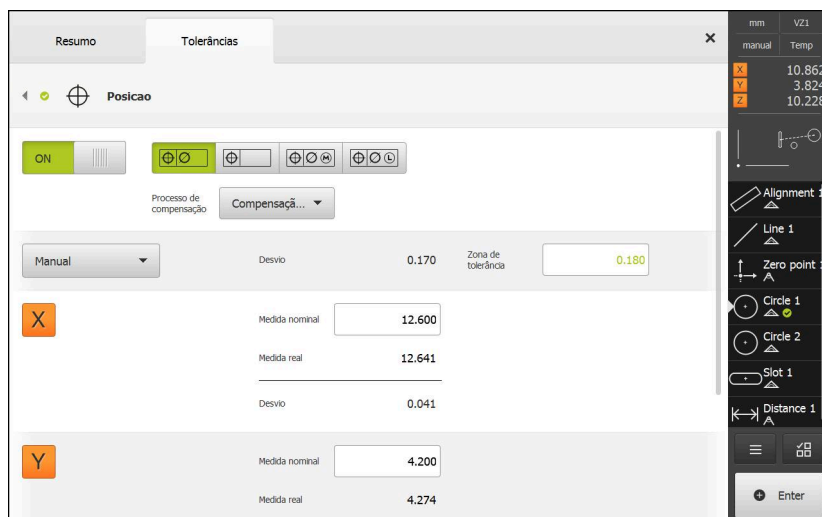 Resumo
Tolerâncias
Posicao
ON
M
L
Processo de
compensação
Compensaçã...
Manual
Desvio
0.170
Zona de
tolerância
0.180
X
Medida nominal
12.600
Medida real
12.641
Desvio
0.041
Y
Medida nominal
4.200
Medida real
4.274
mm
VZ1
manual
Temp
X
10.862
Y
3.824
Z
10.228
Alignment 1
Line 1
Zero point 1
Circle 1
Circle 2
Slot 1
Distance 1
Enter